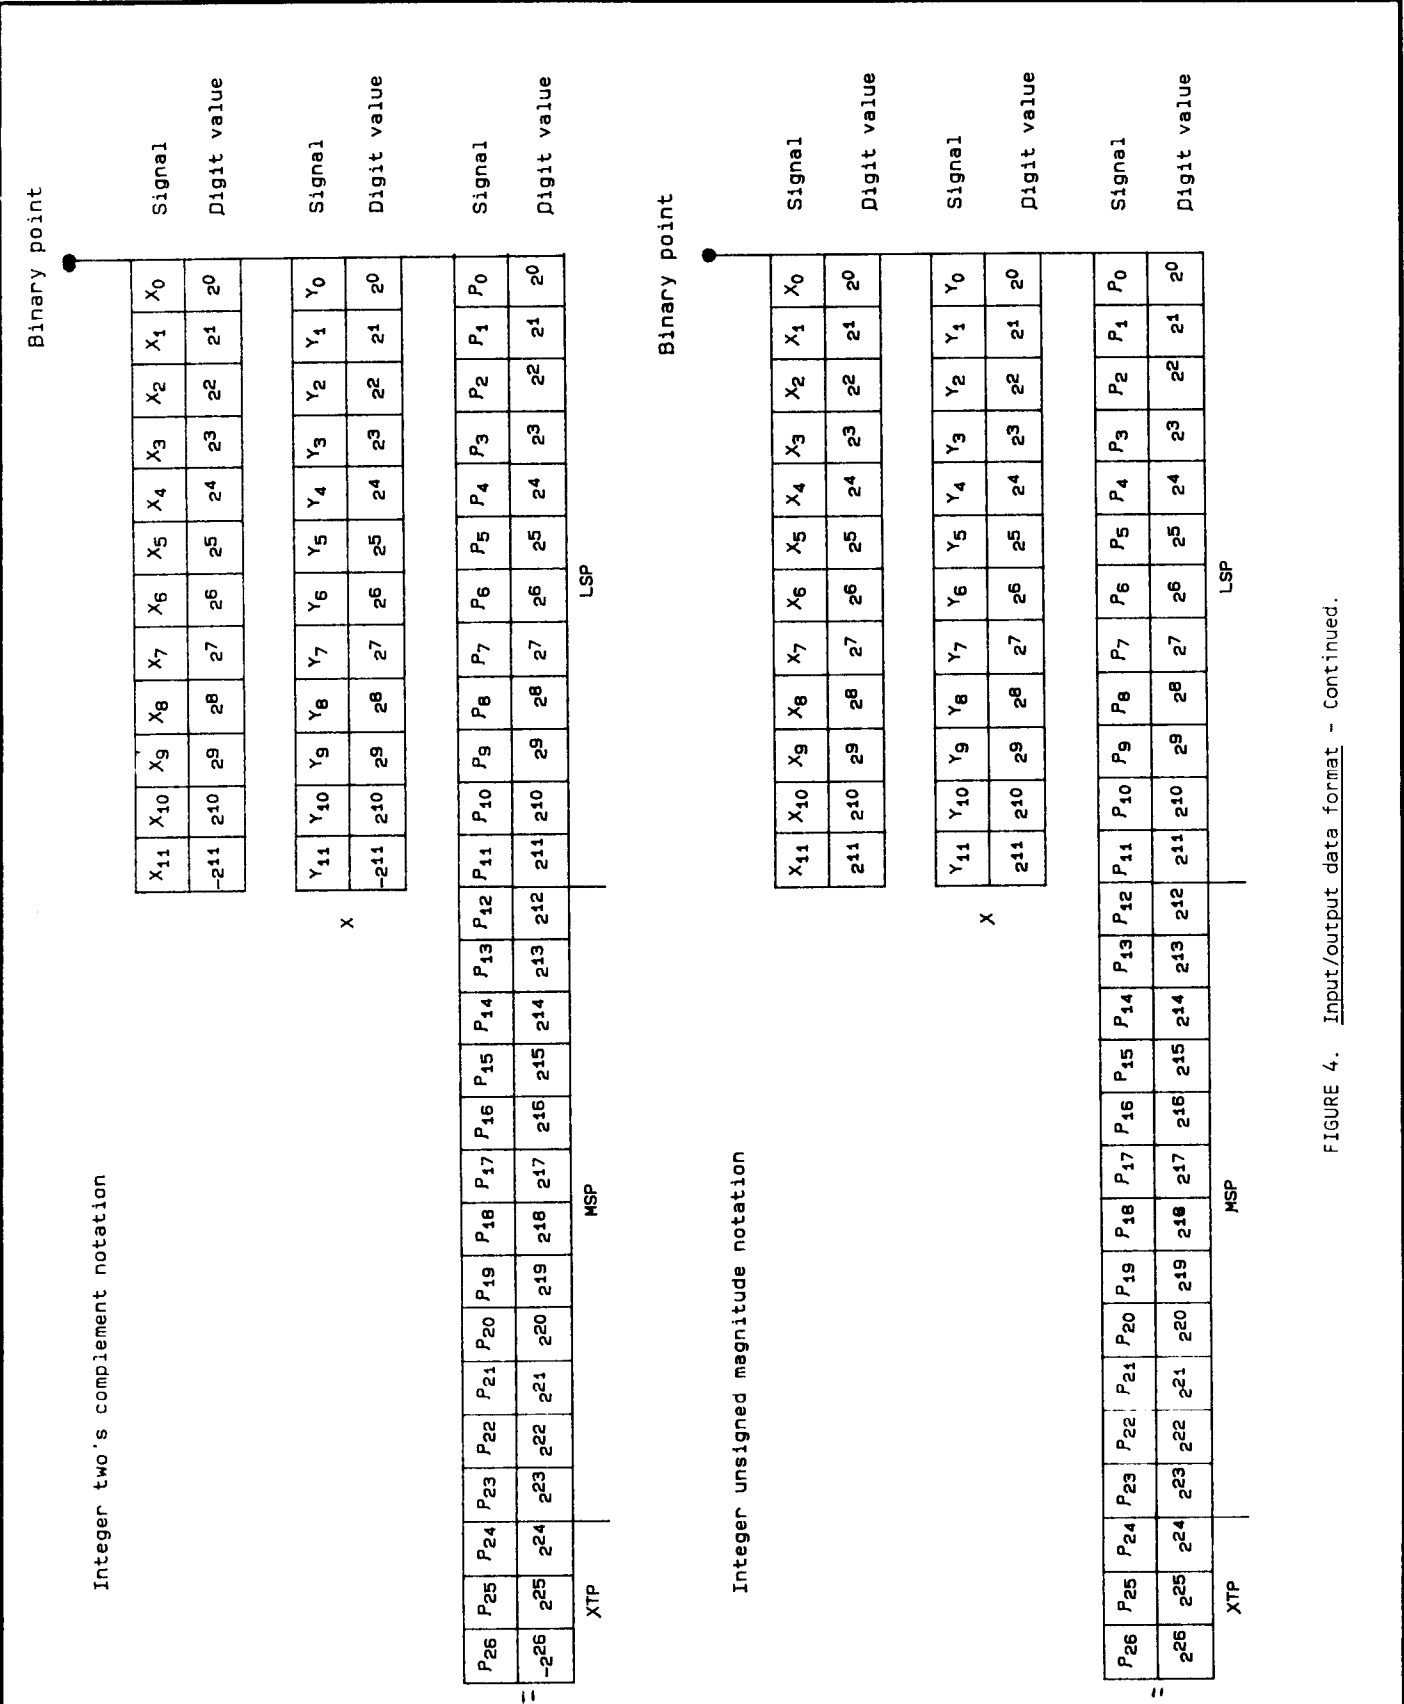 Integer two's complement notation
Binary point
X11 X10 X9 X8 X7 X6 X5 X4 X3 X2 X1 X0 Signal
-2^11 2^10 2^9 2^8 2^7 2^6 2^5 2^4 2^3 2^2 2^1 2^0 Digit value
X
Y11 Y10 Y9 Y8 Y7 Y6 Y5 Y4 Y3 Y2 Y1 Y0 Signal
-2^11 2^10 2^9 2^8 2^7 2^6 2^5 2^4 2^3 2^2 2^1 2^0 Digit value
P26 P25 P24 P23 P22 P21 P20 P19 P18 P17 P16 P15 P14 P13 P12 P11 P10 P9 P8 P7 P6 P5 P4 P3 P2 P1 P0 Signal
= -2^26 2^25 2^24 2^23 2^22 2^21 2^20 2^19 2^18 2^17 2^16 2^15 2^14 2^13 2^12 2^11 2^10 2^9 2^8 2^7 2^6 2^5 2^4 2^3 2^2 2^1 2^0 Digit value
XTP MSP LSP
Integer unsigned magnitude notation
Binary point
X11 X10 X9 X8 X7 X6 X5 X4 X3 X2 X1 X0 Signal
2^11 2^10 2^9 2^8 2^7 2^6 2^5 2^4 2^3 2^2 2^1 2^0 Digit value
X
Y11 Y10 Y9 Y8 Y7 Y6 Y5 Y4 Y3 Y2 Y1 Y0 Signal
2^11 2^10 2^9 2^8 2^7 2^6 2^5 2^4 2^3 2^2 2^1 2^0 Digit value
P26 P25 P24 P23 P22 P21 P20 P19 P18 P17 P16 P15 P14 P13 P12 P11 P10 P9 P8 P7 P6 P5 P4 P3 P2 P1 P0 Signal
= 2^26 2^25 2^24 2^23 2^22 2^21 2^20 2^19 2^18 2^17 2^16 2^15 2^14 2^13 2^12 2^11 2^10 2^9 2^8 2^7 2^6 2^5 2^4 2^3 2^2 2^1 2^0 Digit value
XTP MSP LSP
FIGURE 4. Input/output data format - Continued.